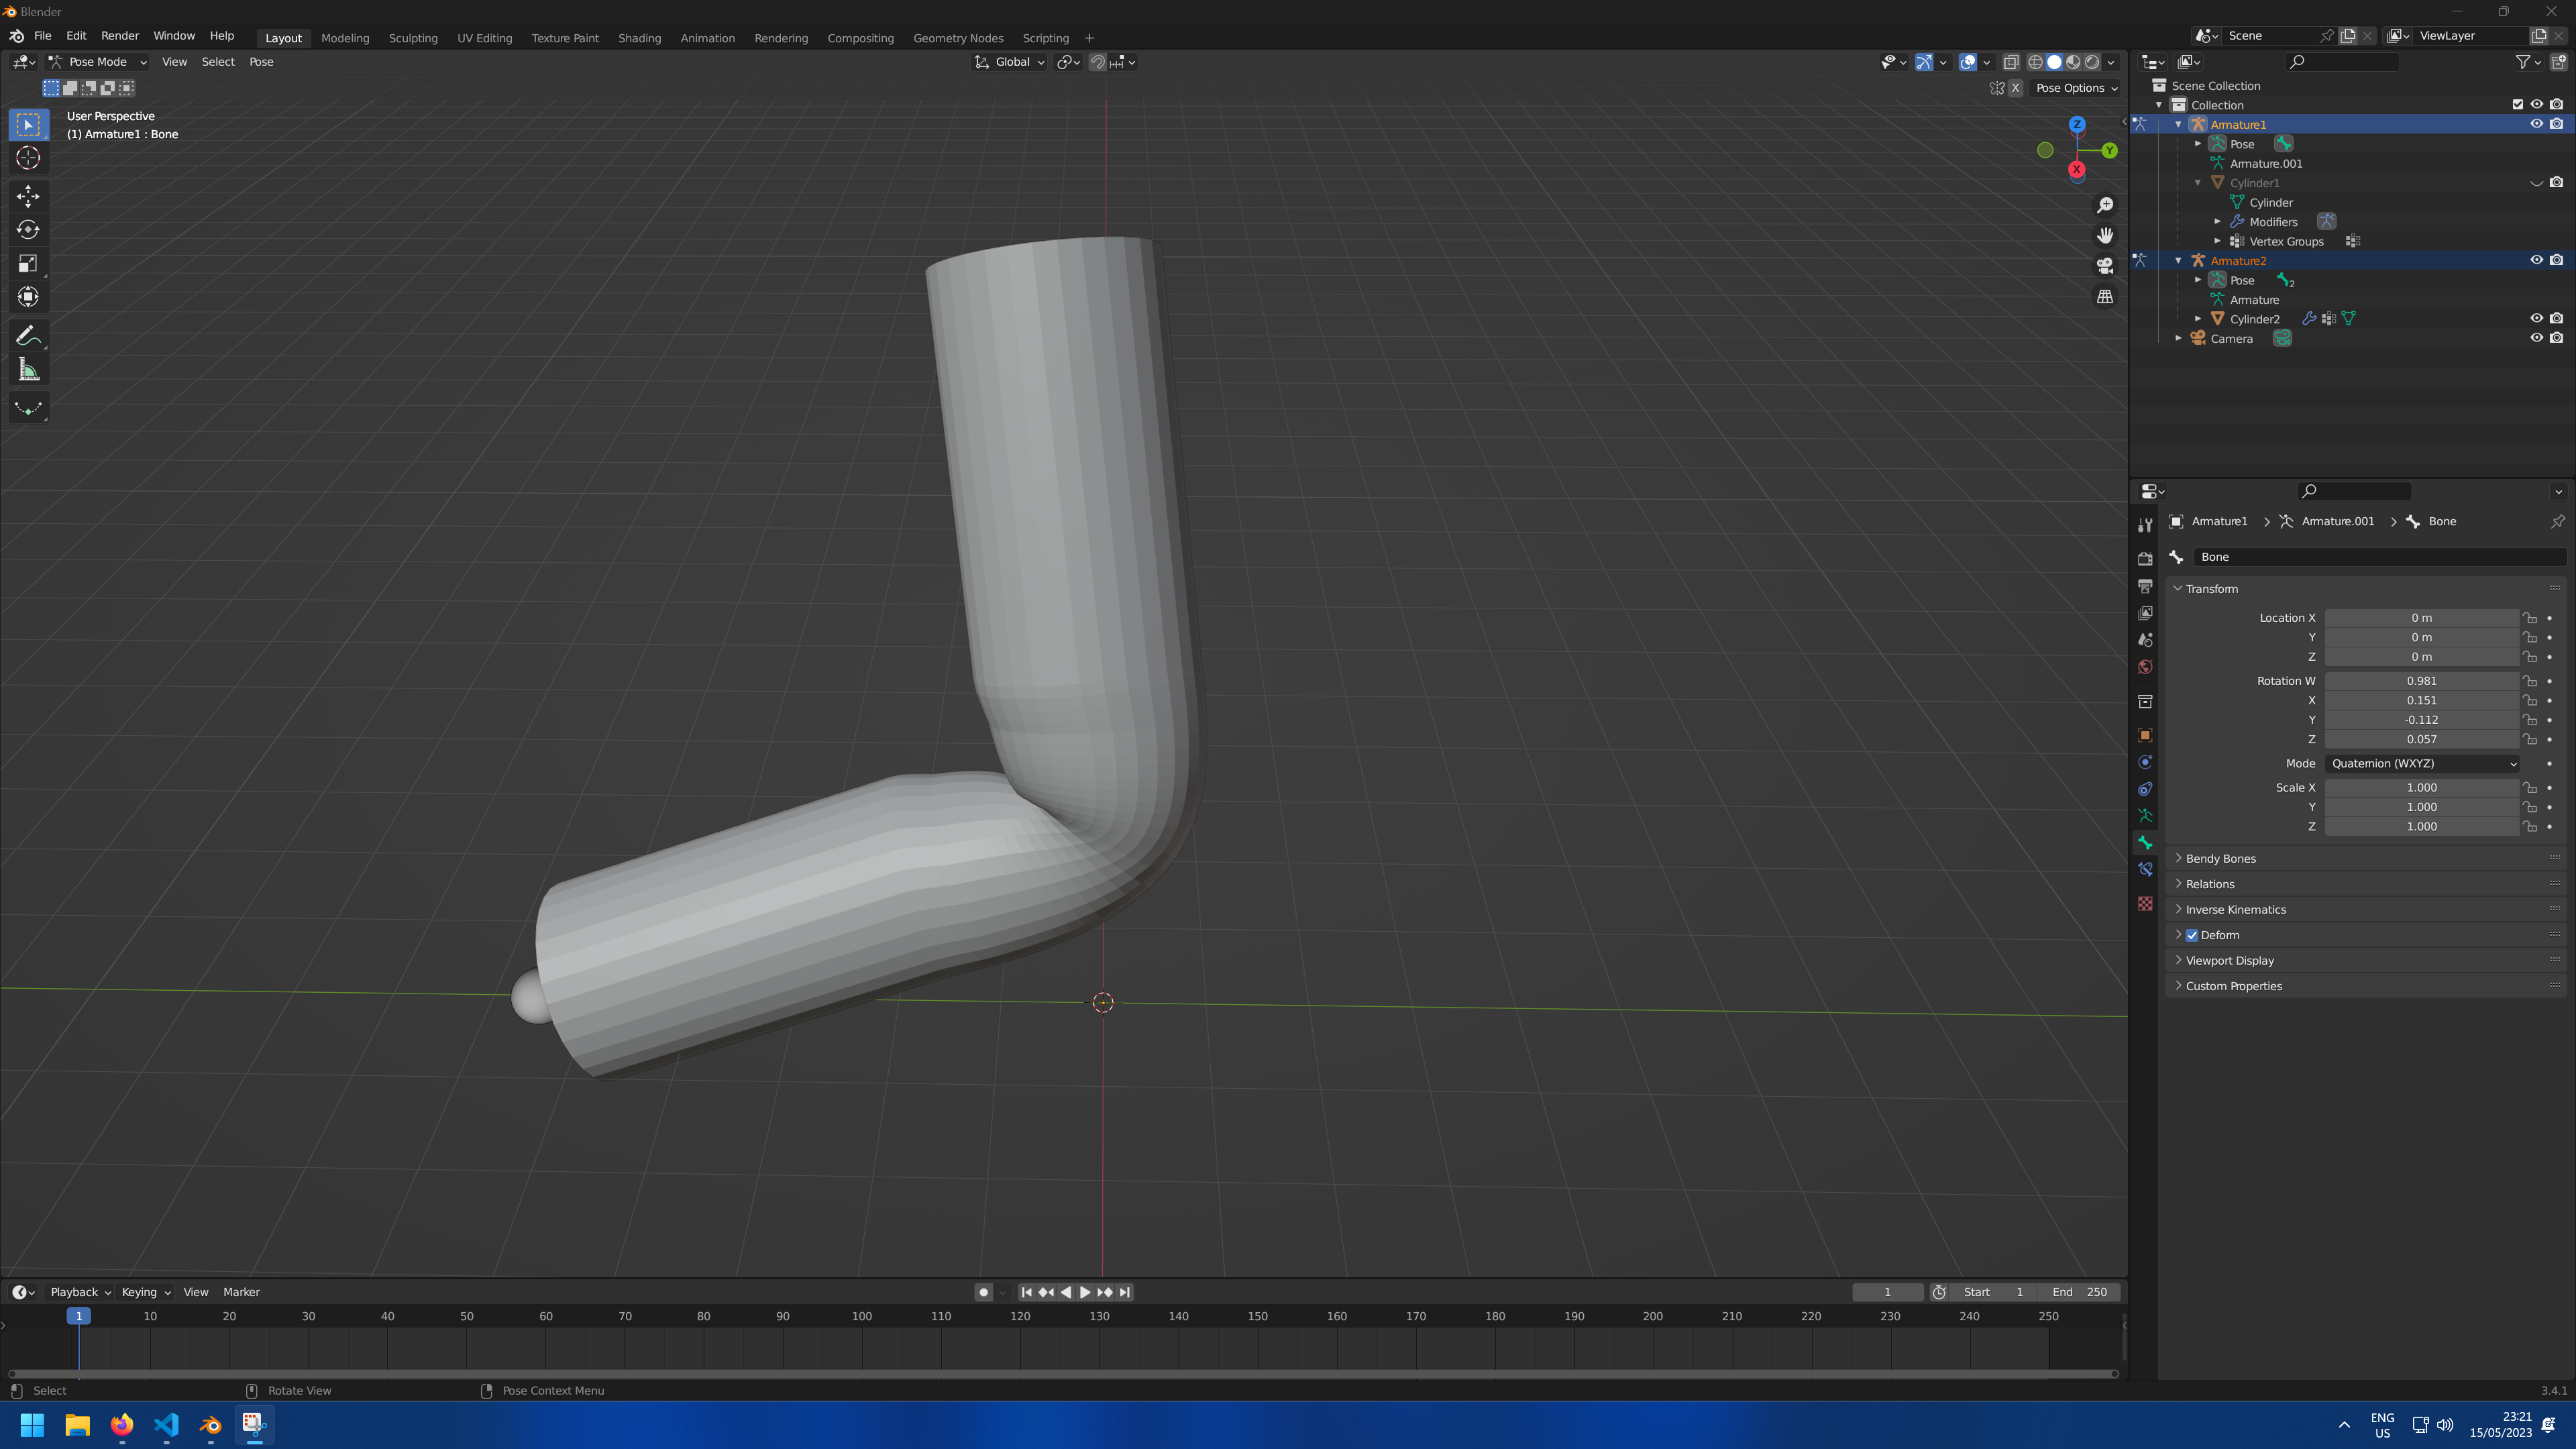 Blender
File Edit Render Window Help Layout Modeling Sculpting UV Editing Texture Paint Shading Animation Rendering Compositing Geometry Nodes Scripting + Scene ViewLayer
Pose Mode View Select Pose Global
X Pose Options
User Perspective
(1) Armature1 : Bone
Z
Y
X
Scene Collection
Collection
Armature1
Pose
Armature.001
Cylinder1
Cylinder
Modifiers
Vertex Groups
Armature2
Pose 2
Armature
Cylinder2
Camera
Armature1 > Armature.001 > Bone
Bone
Transform
Location X 0 m
Y 0 m
Z 0 m
Rotation W 0.981
X 0.151
Y -0.112
Z 0.057
Mode Quaternion (WXYZ)
Scale X 1.000
Y 1.000
Z 1.000
Bendy Bones
Relations
Inverse Kinematics
Deform
Viewport Display
Custom Properties
Playback Keying View Marker 1 Start 1 End 250
1 10 20 30 40 50 60 70 80 90 100 110 120 130 140 150 160 170 180 190 200 210 220 230 240 250
Select Rotate View Pose Context Menu 3.4.1
ENG
US
23:21
15/05/2023